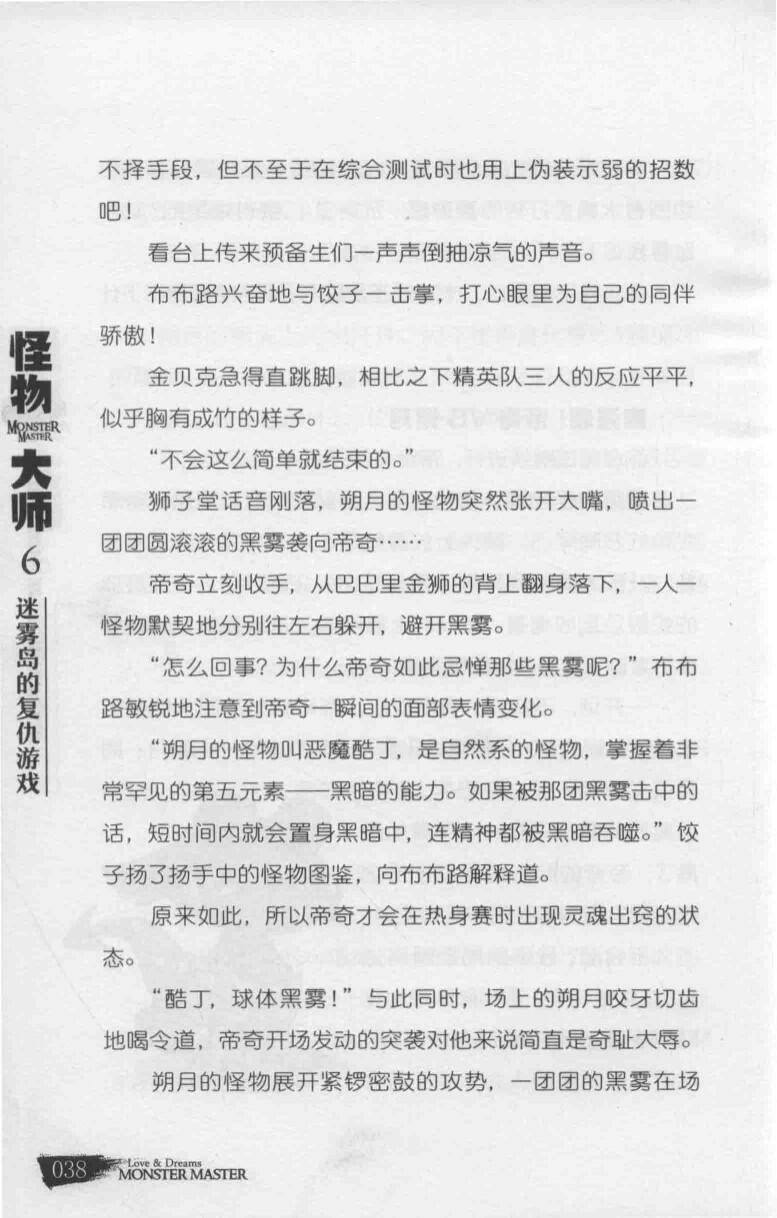 不择手段，但不至于在综合测试时也用上伪装示弱的招数
吧！
看台上传来预备生们一声声倒抽凉气的声音。
布布路兴奋地与饺子一击掌，打心眼里为自己的同伴
骄傲！
金贝克急得直跳脚，相比之下精英队三人的反应平平，
似乎胸有成竹的样子。
“不会这么简单就结束的。”
狮子堂话音刚落，朔月的怪物突然张开大嘴，喷出一
团团圆滚滚的黑雾袭向帝奇……
帝奇立刻收手，从巴巴里金狮的背上翻身落下，一人一
怪物默契地分别往左右躲开，避开黑雾。
“怎么回事？为什么帝奇如此忌惮那些黑雾呢？”布布
路敏锐地注意到帝奇一瞬间的面部表情变化。
“朔月的怪物叫恶魔酷丁，是自然系的怪物，掌握着非
常罕见的第五元素——黑暗的能力。如果被那团黑雾击中的
话，短时间内就会置身黑暗中，连精神都被黑暗吞噬。”饺
子扬了扬手中的怪物图鉴，向布布路解释道。
原来如此，所以帝奇才会在热身赛时出现灵魂出窍的状
态。
“酷丁，球体黑雾！”与此同时，场上的朔月咬牙切齿
地喝令道，帝奇开场发动的突袭对他来说简直是奇耻大辱。
朔月的怪物展开紧锣密鼓的攻势，一团团的黑雾在场
怪物
MONSTER
MASTER
大师
6
迷雾岛的复仇游戏
038
Love & Dreams
MONSTER MASTER